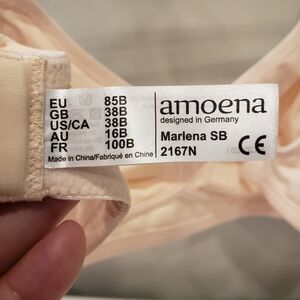 EU 85B
GB 38B
US/CA 38B
AU 16B
FR 100B
Made in China/Fabriqué en Chine
amoena
designed in Germany
Marlena SB
2167N
CE